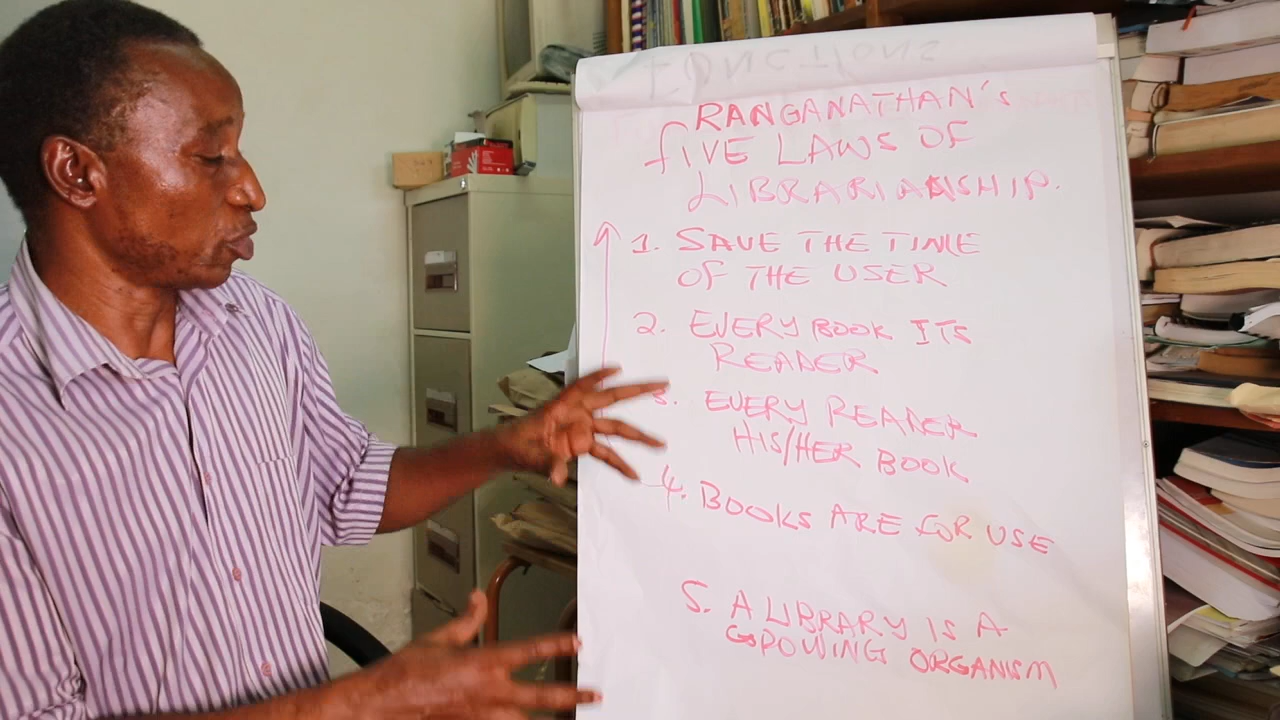 RANGANATHAN's
fIVE LAWS OF
LIBRARIANSHIP.
1. SAVE THE TIME
OF THE USER
2. EVERY BOOK ITS
READER
3. EVERY READER
HIS/HER BOOK
4. BOOKS ARE FOR USE
5. A LIBRARY IS A
GROWING ORGANISM